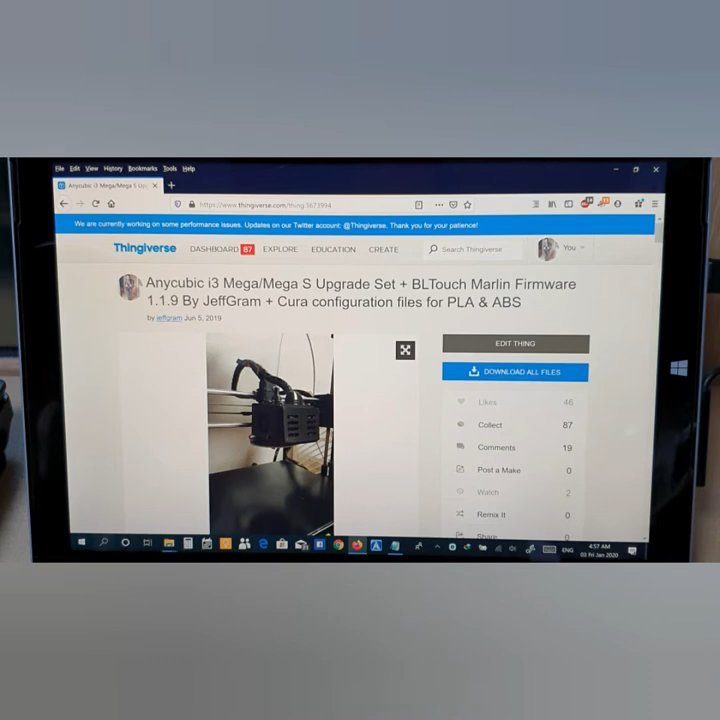 File Edit View History Bookmarks Tools Help
Anycubic i3 Mega/Mega S Upg
https://www.thingiverse.com/thing:3673994
We are currently working on some performance issues. Updates on our Twitter account: @Thingiverse. Thank you for your patience!
Thingiverse DASHBOARD 87 EXPLORE EDUCATION CREATE Search Thingiverse You
Anycubic i3 Mega/Mega S Upgrade Set + BLTouch Marlin Firmware
1.1.9 By JeffGram + Cura configuration files for PLA & ABS
by jeffgram Jun 5, 2019
EDIT THING
DOWNLOAD ALL FILES
Likes 46
Collect 87
Comments 19
Post a Make 0
Watch 2
Remix It 0
Share 0
ENG 4:57 AM
03 Fri Jan 2020